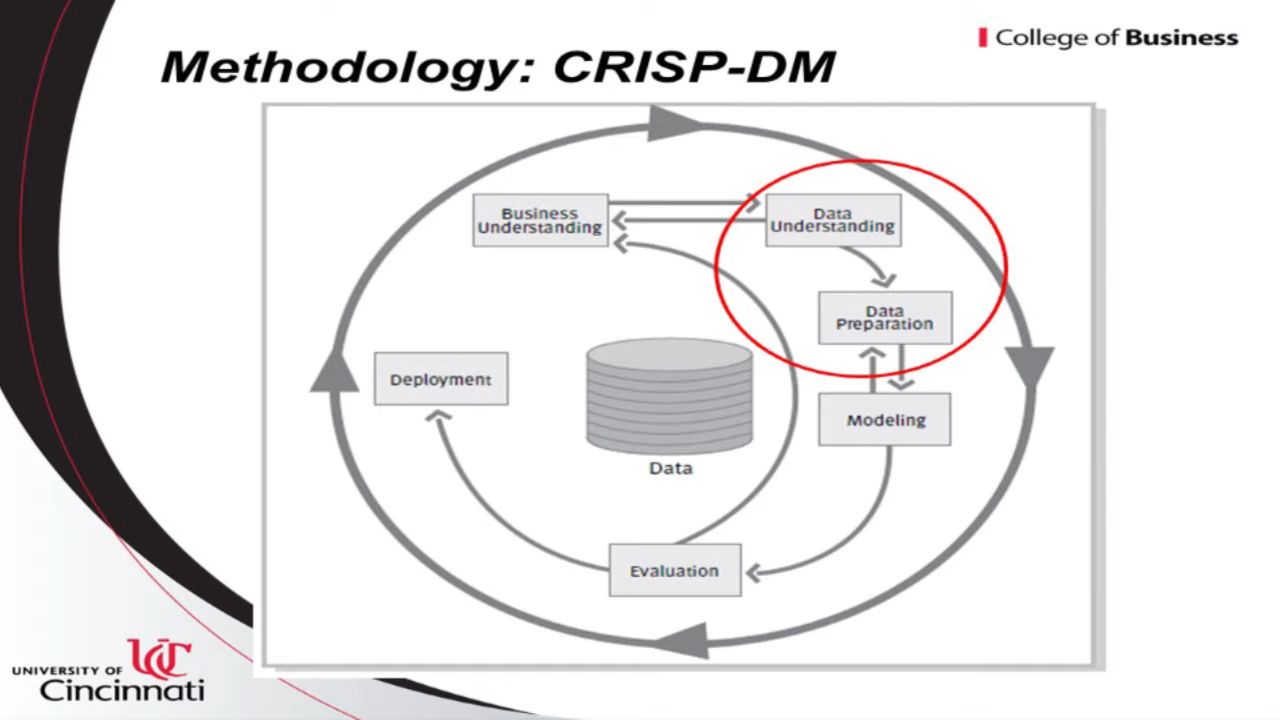 College of Business
Methodology: CRISP-DM
Business
Understanding
Data
Understanding
Data
Preparation
Deployment
Modeling
Data
Evaluation
UC
UNIVERSITY OF
Cincinnati